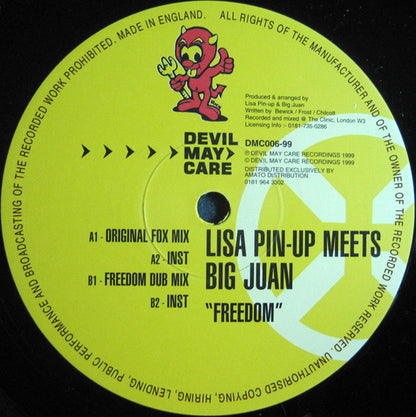 MADE IN ENGLAND. ALL RIGHTS OF THE MANUFACTURER AND OF THE OWNER OF THE RECORDED WORK RESERVED. UNAUTHORISED COPYING, HIRING, LENDING, PUBLIC PERFORMANCE AND BROADCASTING OF THE RECORDED WORK PROHIBITED.
Produced & arranged by
Lisa Pin-up & Big Juan
Written by Bewick / Frost / Chilcott
Recorded and mixed @ The Clinic, London W3
Licensing Info :- 0181-735-0286
DEVIL
MAY
CARE
DMC006-99
Ⓟ DEVIL MAY CARE RECORDINGS 1999
© DEVIL MAY CARE RECORDINGS 1999
DISTRIBUTED EXCLUSIVELY BY
AMATO DISTRIBUTION
0181 964 3302
A1 - ORIGINAL FOX MIX
A2 - INST
B1 - FREEDOM DUB MIX
B2 - INST
LISA PIN-UP MEETS
BIG JUAN
"FREEDOM"